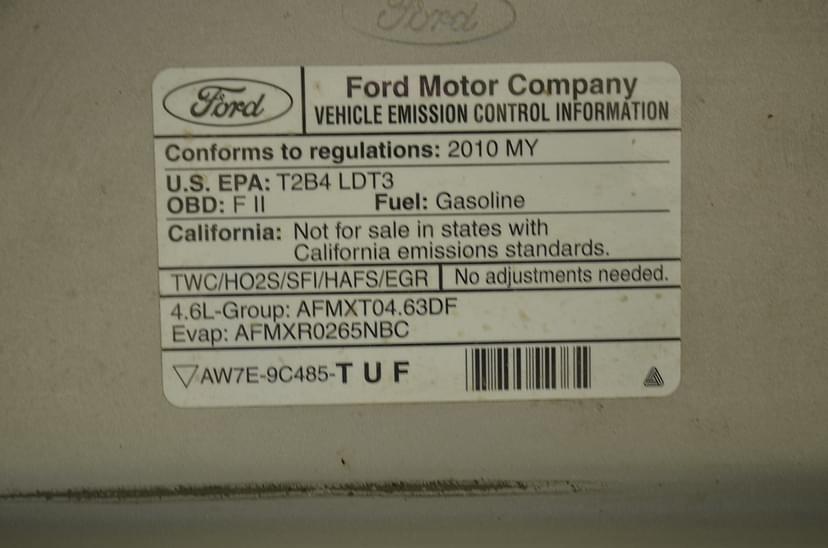 Ford
Ford
Ford Motor Company
VEHICLE EMISSION CONTROL INFORMATION
Conforms to regulations: 2010 MY
U.S. EPA: T2B4 LDT3
OBD: F II Fuel: Gasoline
California: Not for sale in states with
California emissions standards.
TWC/HO2S/SFI/HAFS/EGR No adjustments needed.
4.6L-Group: AFMXT04.63DF
Evap: AFMXR0265NBC
AW7E-9C485-T U F